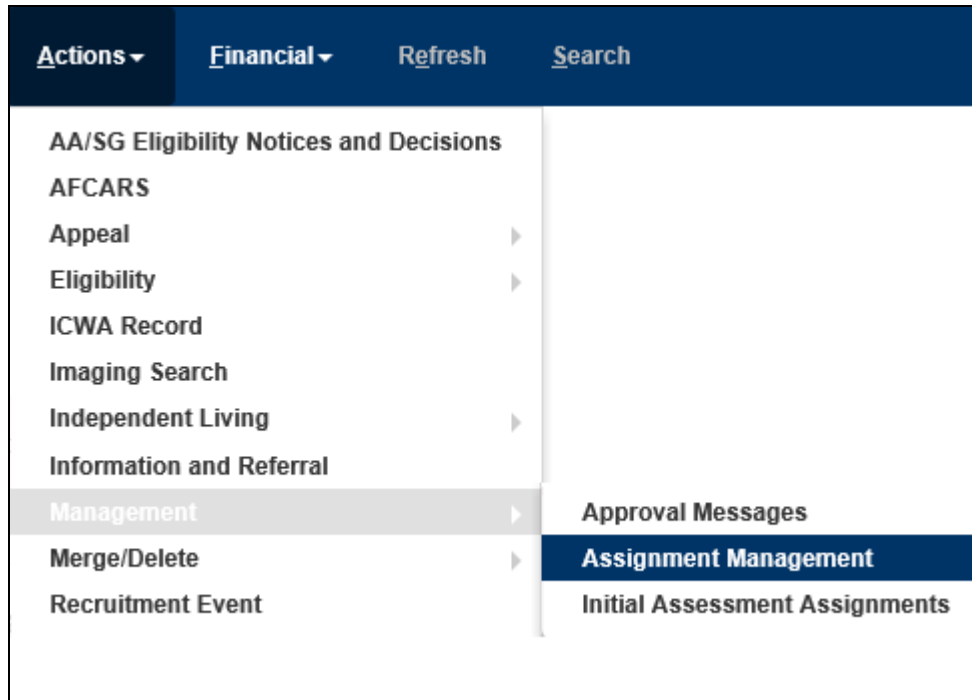 Actions Financial Refresh Search
AA/SG Eligibility Notices and Decisions
AFCARS
Appeal
Eligibility
ICWA Record
Imaging Search
Independent Living
Information and Referral
Management
Approval Messages
Merge/Delete
Assignment Management
Recruitment Event
Initial Assessment Assignments